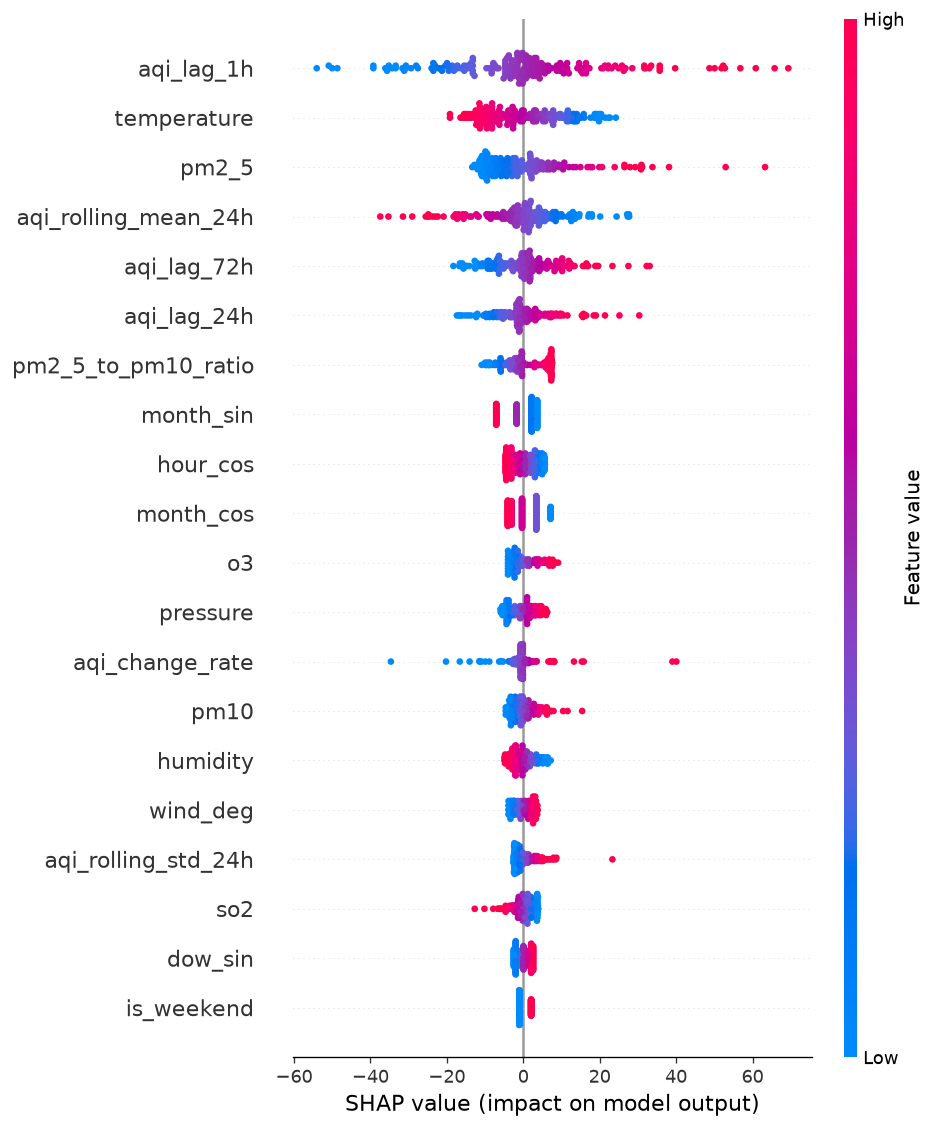 High
aqi_lag_1h
temperature
pm2_5
aqi_rolling_mean_24h
aqi_lag_72h
aqi_lag_24h
pm2_5_to_pm10_ratio
month_sin
hour_cos
month_cos
o3
pressure
aqi_change_rate
pm10
humidity
wind_deg
aqi_rolling_std_24h
so2
dow_sin
is_weekend
Feature value
Low
−60 −40 −20 0 20 40 60
SHAP value (impact on model output)